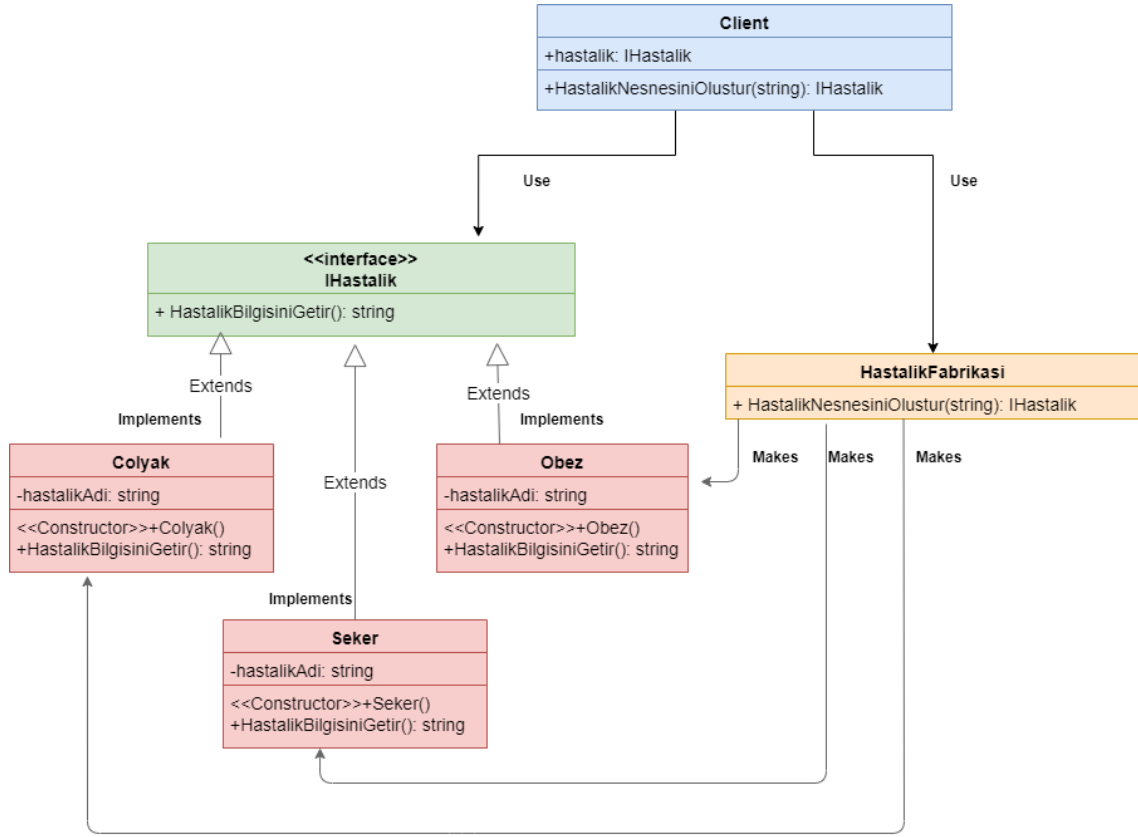 Client
+hastalik: IHastalik
+HastalikNesnesiniOlustur(string): IHastalik
Use
Use
<<interface>>
IHastalik
+ HastalikBilgisiniGetir(): string
HastalikFabrikasi
+ HastalikNesnesiniOlustur(string): IHastalik
Extends
Extends
Implements
Implements
Makes
Makes
Makes
Colyak
-hastalikAdi: string
<<Constructor>>+Colyak()
+HastalikBilgisiniGetir(): string
Extends
Obez
-hastalikAdi: string
<<Constructor>>+Obez()
+HastalikBilgisiniGetir(): string
Implements
Seker
-hastalikAdi: string
<<Constructor>>+Seker()
+HastalikBilgisiniGetir(): string